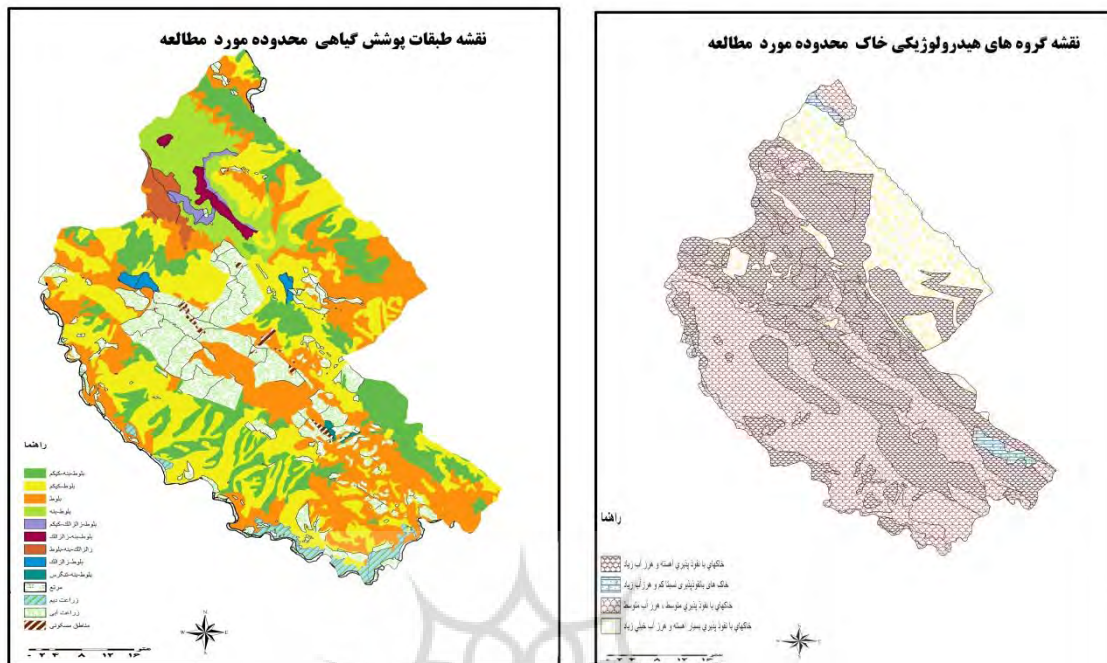 نقشه طبقات پوشش گیاهی محدوده مورد مطالعه
راهنما
بلوط-بنه-کیکم
بلوط-کیکم
بلوط
بلوط-بنه
بلوط-زالزالک-کیکم
بلوط-بنه-زالزالک
زالزالک-بنه-بلوط
بلوط-زالزالک
بلوط-بنه-تنگرس
مرتع
زراعت دیم
زراعت آبی
مناطق مسکونی
نقشه گروه های هیدرولوژیکی خاک محدوده مورد مطالعه
راهنما
خاکهای با نفوذ پذیری آهسته و هرز آب زیاد
خاک های بانفوذپذیری نسبتا کم و هرز آب زیاد
خاکهای با نفوذ پذیری متوسط ، هرز آب متوسط
خاکهای با نفوذ پذیری بسیار آهسته و هرز آب خیلی زیاد